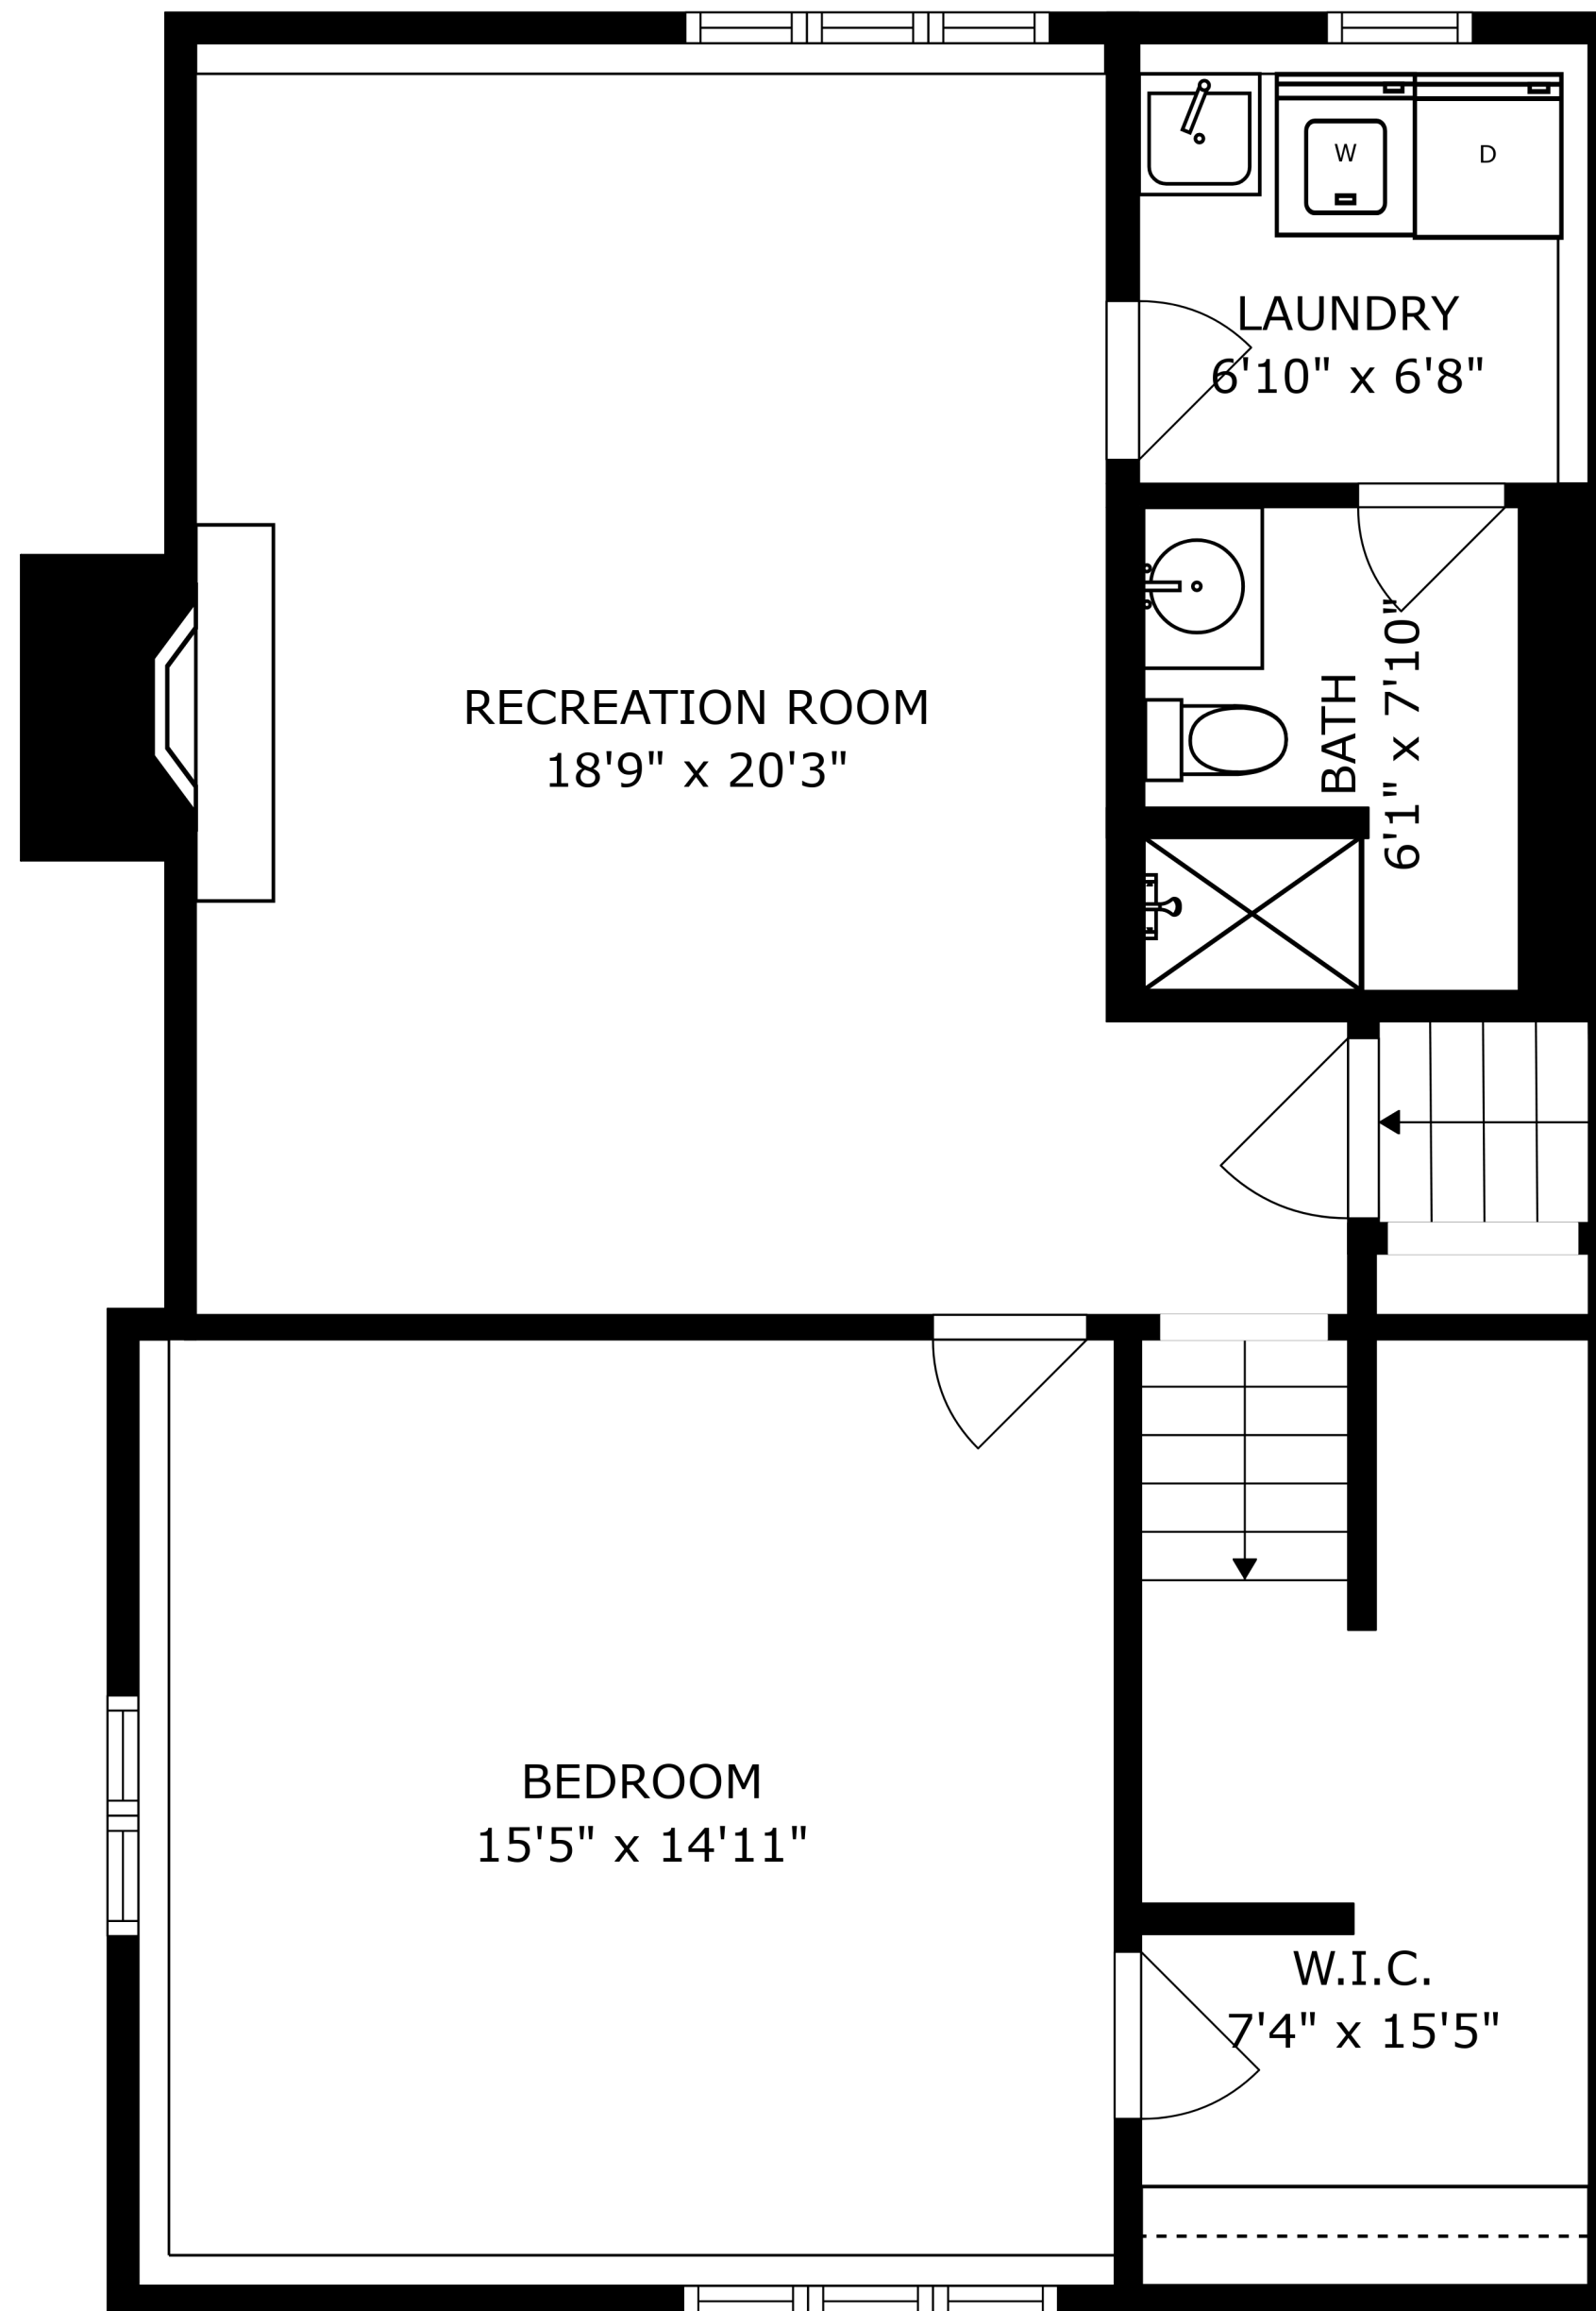 W
D
LAUNDRY
6'10" x 6'8"
RECREATION ROOM
18'9" x 20'3"
BATH
6'1" x 7'10"
BEDROOM
15'5" x 14'11"
W.I.C.
7'4" x 15'5"